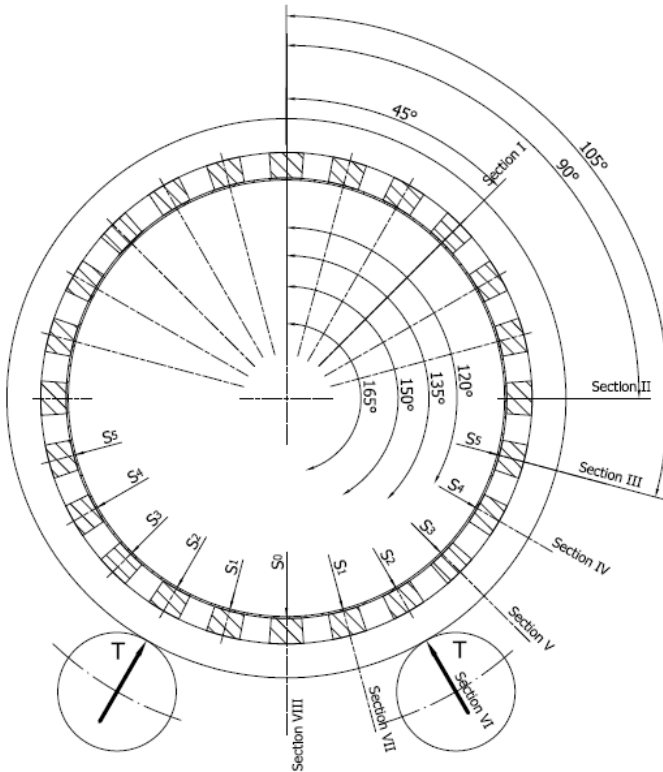 45°
105°
90°
Section I
120°
135°
150°
165°
Section II
S5
S5
Section III
S4
S4
Section IV
S3
S3
Section V
S2
S2
S1
S1
S0
T
T
Section VI
Section VII
Section VIII